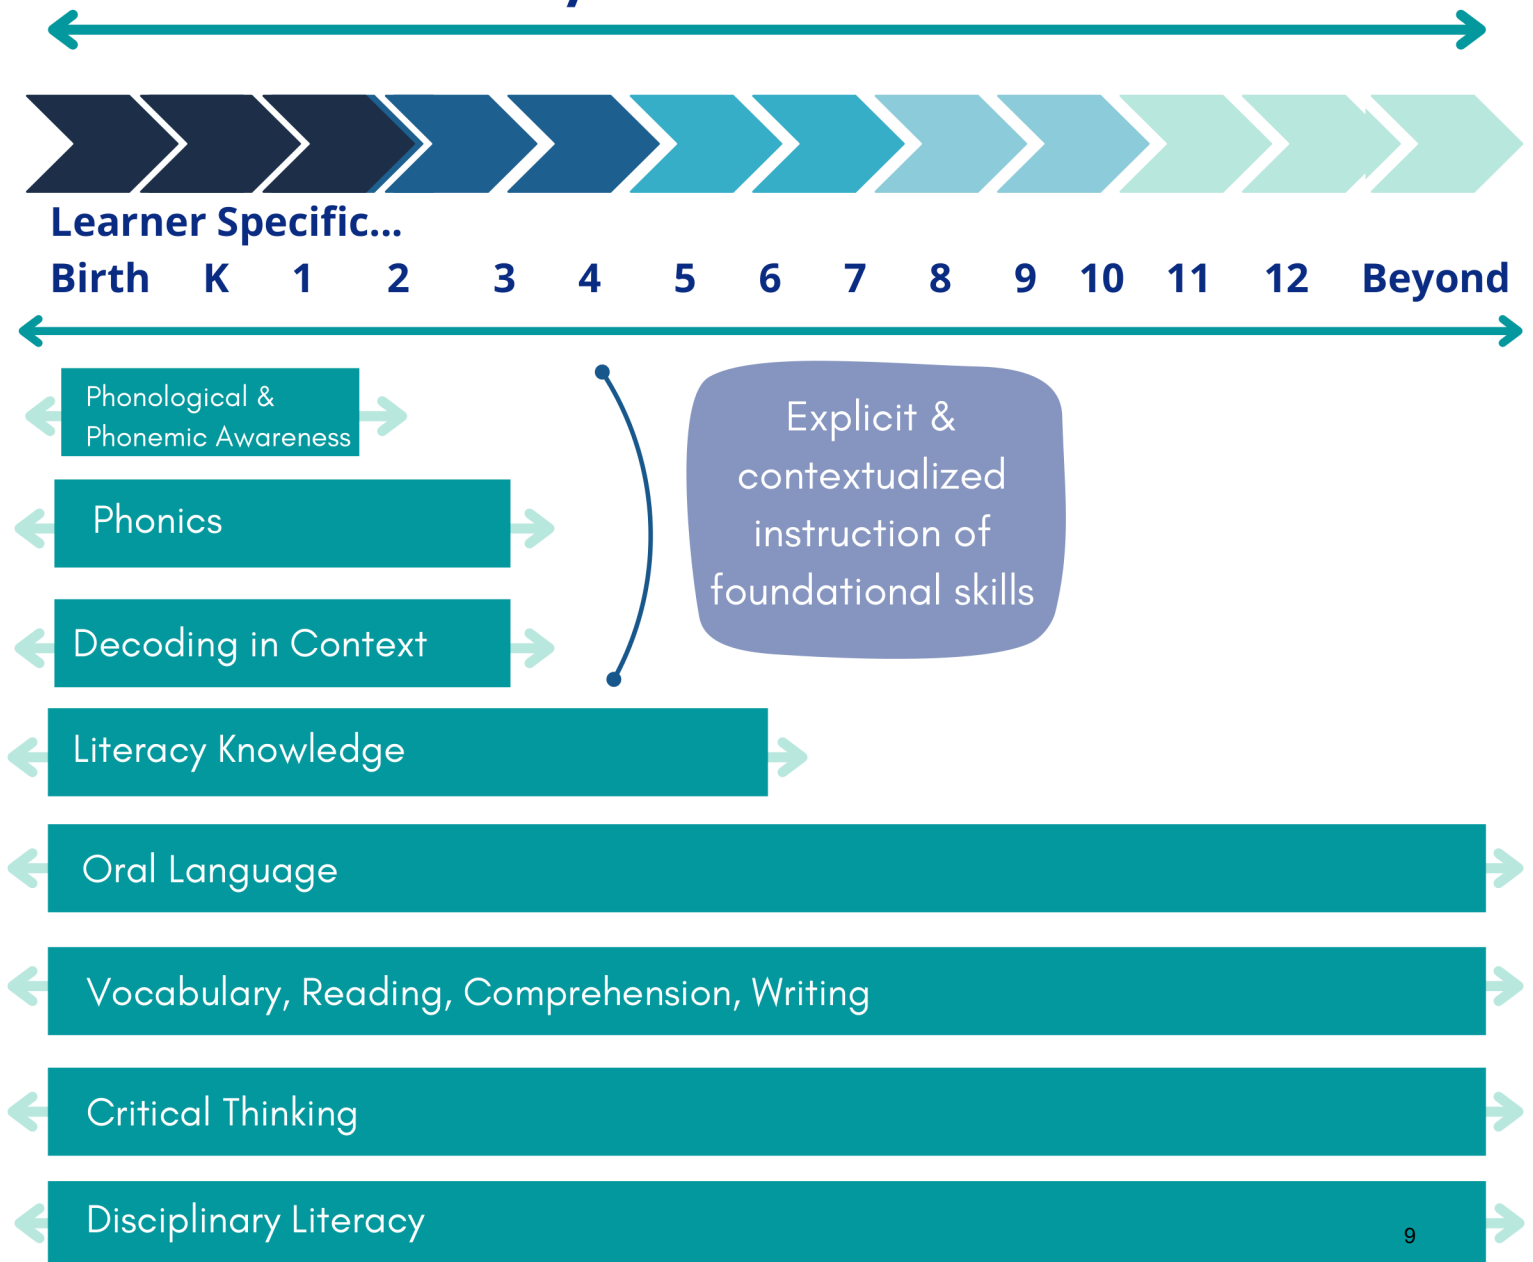 Learner Specific...
Birth K 1 2 3 4 5 6 7 8 9 10 11 12 Beyond
Phonological &
Phonemic Awareness
Explicit &
contextualized
instruction of
foundational skills
Phonics
Decoding in Context
Literacy Knowledge
Oral Language
Vocabulary, Reading, Comprehension, Writing
Critical Thinking
Disciplinary Literacy
9